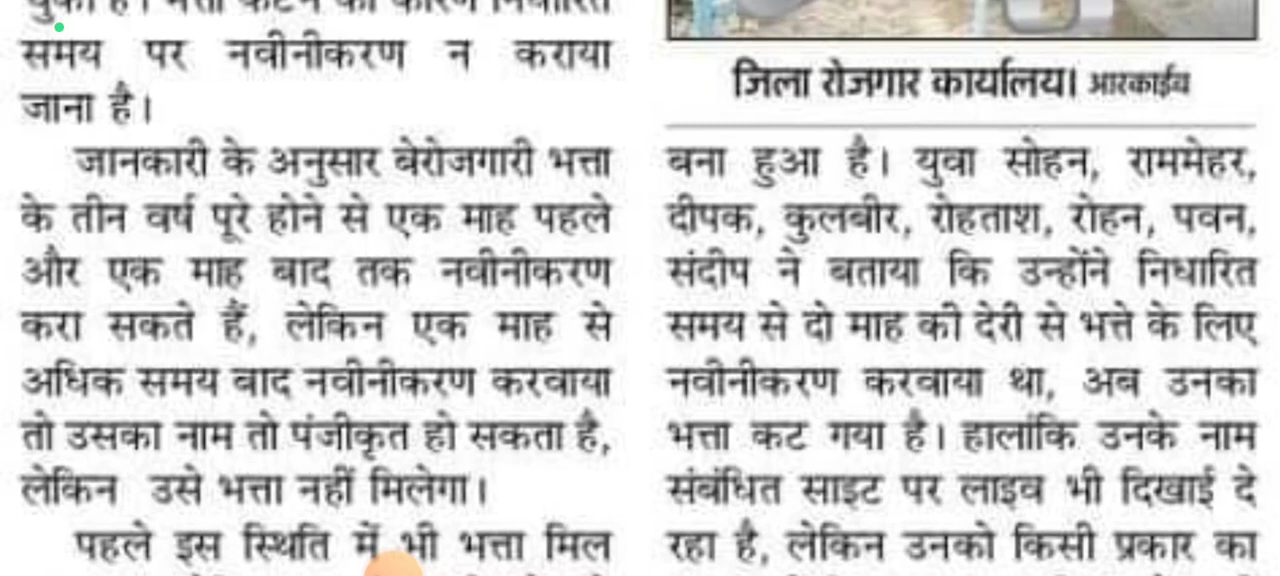 समय पर नवीनीकरण न कराया
जाना है।
जानकारी के अनुसार बेरोजगारी भत्ता
के तीन वर्ष पूरे होने से एक माह पहले
और एक माह बाद तक नवीनीकरण
करा सकते हैं, लेकिन एक माह से
अधिक समय बाद नवीनीकरण करवाया
तो उसका नाम तो पंजीकृत हो सकता है,
लेकिन उसे भत्ता नहीं मिलेगा।
पहले इस स्थिति में भी भत्ता मिल
जिला रोजगार कार्यालय। आरकाईव
बना हुआ है। युवा सोहन, राममेहर,
दीपक, कुलबीर, रोहताश, रोहन, पवन,
संदीप ने बताया कि उन्होंने निधारित
समय से दो माह की देरी से भत्ते के लिए
नवीनीकरण करवाया था, अब उनका
भत्ता कट गया है। हालांकि उनके नाम
संबंधित साइट पर लाइव भी दिखाई दे
रहा है, लेकिन उनको किसी प्रकार का